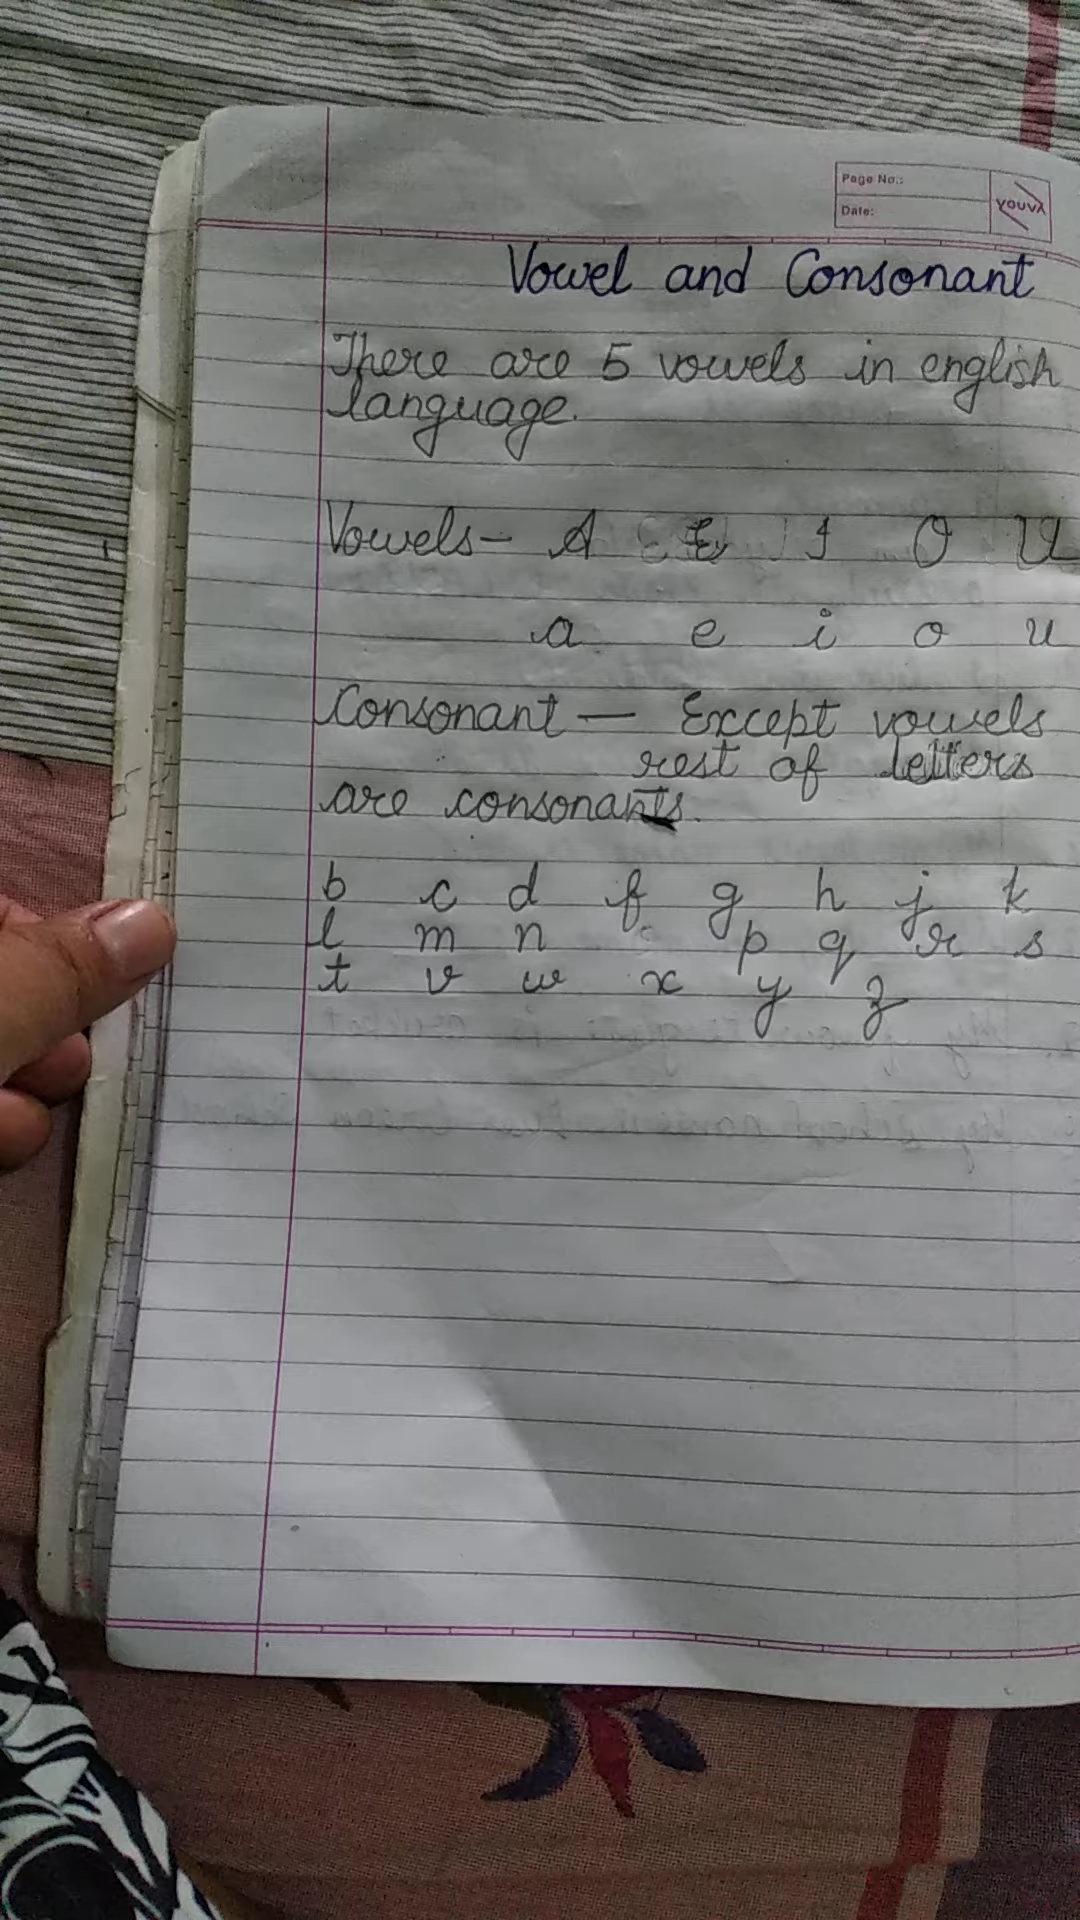 Page No.:
Date:
YOUVA
Vowel and Consonant
There are 5 vowels in english
language.
Vowels- A E I O U
a e i o u
Consonant - Except vowels
rest of letters
are consonants.
b c d f g h j k
l m n p q r s
t v w x y z